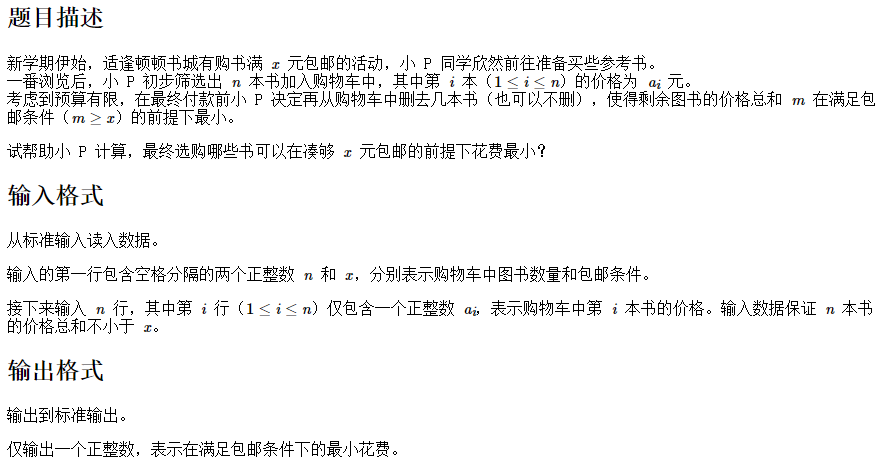 题目描述
新学期伊始，适逢顿顿书城有购书满 x 元包邮的活动，小 P 同学欣然前往准备买些参考书。
一番浏览后，小 P 初步筛选出 n 本书加入购物车中，其中第 i 本（1 ≤ i ≤ n）的价格为 aᵢ 元。
考虑到预算有限，在最终付款前小 P 决定再从购物车中删去几本书（也可以不删），使得剩余图书的价格总和 m 在满足包
邮条件（m ≥ x）的前提下最小。
试帮助小 P 计算，最终选购哪些书可以在凑够 x 元包邮的前提下花费最小？
输入格式
从标准输入读入数据。
输入的第一行包含空格分隔的两个正整数 n 和 x，分别表示购物车中图书数量和包邮条件。
接下来输入 n 行，其中第 i 行（1 ≤ i ≤ n）仅包含一个正整数 aᵢ，表示购物车中第 i 本书的价格。输入数据保证 n 本书
的价格总和不小于 x。
输出格式
输出到标准输出。
仅输出一个正整数，表示在满足包邮条件下的最小花费。